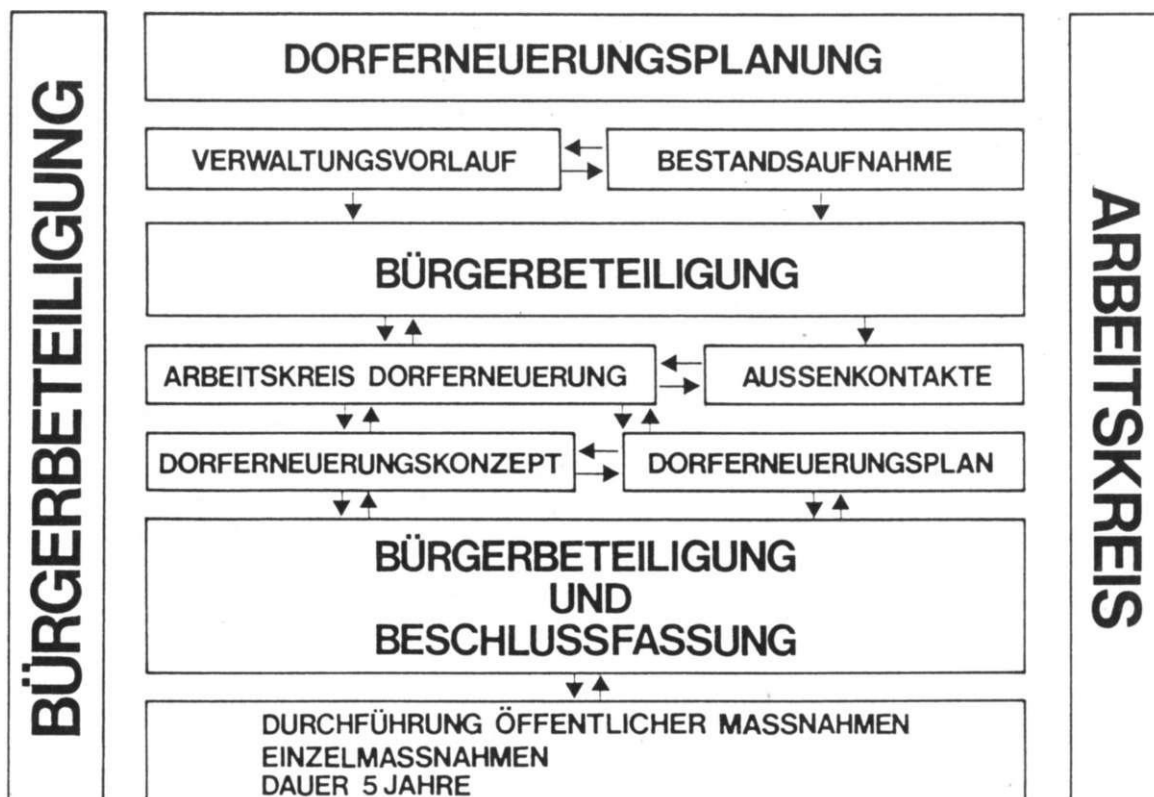 BÜRGERBETEILIGUNG
DORFERNEUERUNGSPLANUNG
VERWALTUNGSVORLAUF
BESTANDSAUFNAHME
BÜRGERBETEILIGUNG
ARBEITSKREIS DORFERNEUERUNG
AUSSENKONTAKTE
DORFERNEUERUNGSKONZEPT
DORFERNEUERUNGSPLAN
BÜRGERBETEILIGUNG
UND
BESCHLUSSFASSUNG
DURCHFÜHRUNG ÖFFENTLICHER MASSNAHMEN
EINZELMASSNAHMEN
DAUER 5 JAHRE
ARBEITSKREIS